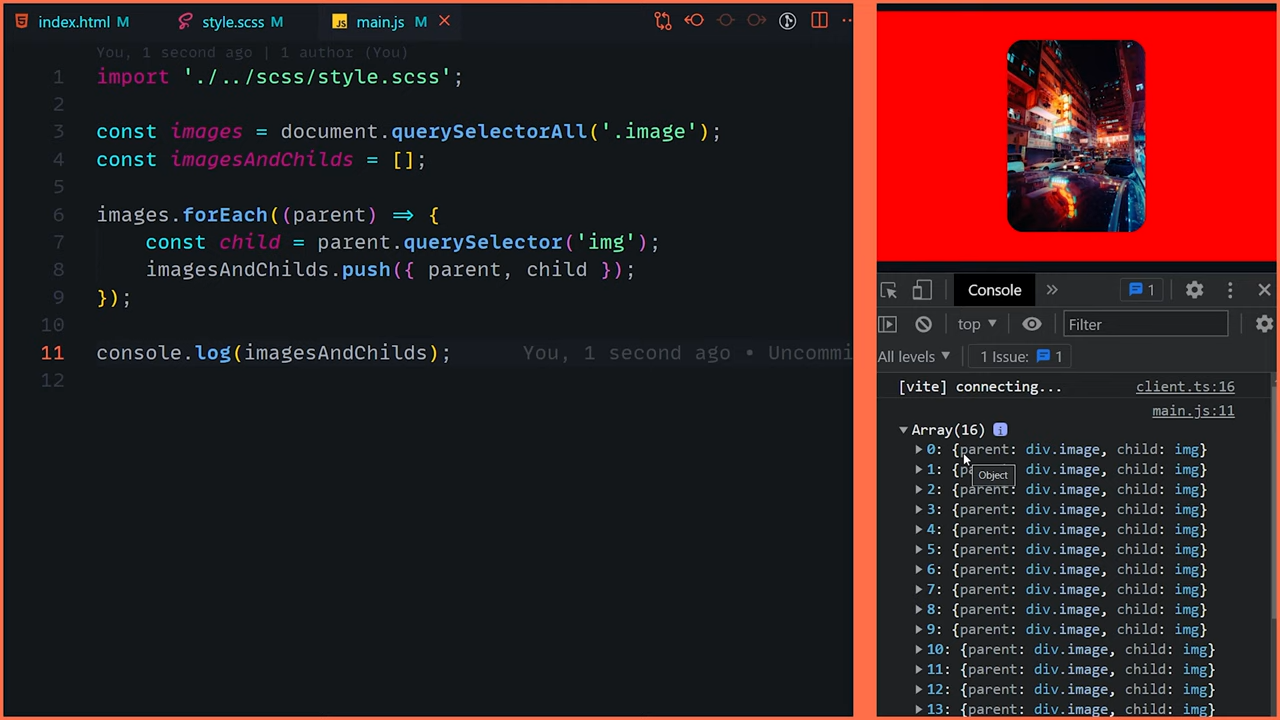 index.html M style.scss M JS main.js M
You, 1 second ago | 1 author (You)
1 import './../scss/style.scss';
2
3 const images = document.querySelectorAll('.image');
4 const imagesAndChilds = [];
5
6 images.forEach((parent) => {
7 const child = parent.querySelector('img');
8 imagesAndChilds.push({ parent, child });
9 });
10
11 console.log(imagesAndChilds); You, 1 second ago • Uncommi
12
Console » 1
top Filter
All levels 1 Issue: 1
[vite] connecting... client.ts:16
main.js:11
Array(16) i
0: {parent: div.image, child: img}
1: {parent: div.image, child: img}
Object
2: {parent: div.image, child: img}
3: {parent: div.image, child: img}
4: {parent: div.image, child: img}
5: {parent: div.image, child: img}
6: {parent: div.image, child: img}
7: {parent: div.image, child: img}
8: {parent: div.image, child: img}
9: {parent: div.image, child: img}
10: {parent: div.image, child: img}
11: {parent: div.image, child: img}
12: {parent: div.image, child: img}
13: {parent: div.image, child: img}